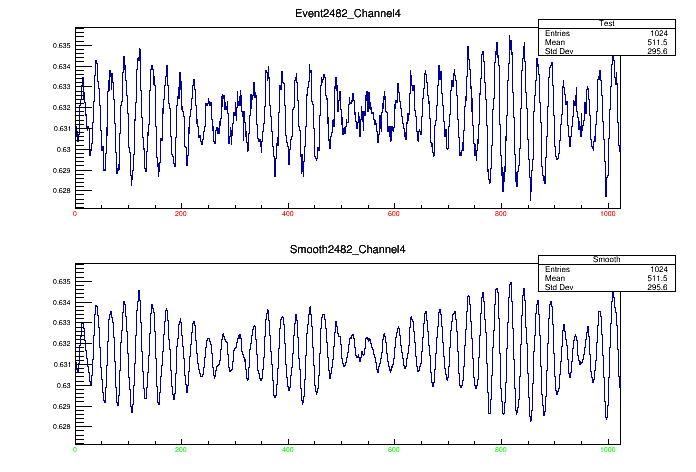 Event2482_Channel4
Test
Entries 1024
Mean 511.5
Std Dev 295.6
0.635
0.634
0.633
0.632
0.631
0.63
0.629
0.628
0 200 400 600 800 1000
Smooth2482_Channel4
Smooth
Entries 1024
Mean 511.5
Std Dev 295.6
0.635
0.634
0.633
0.632
0.631
0.63
0.629
0.628
0 200 400 600 800 1000